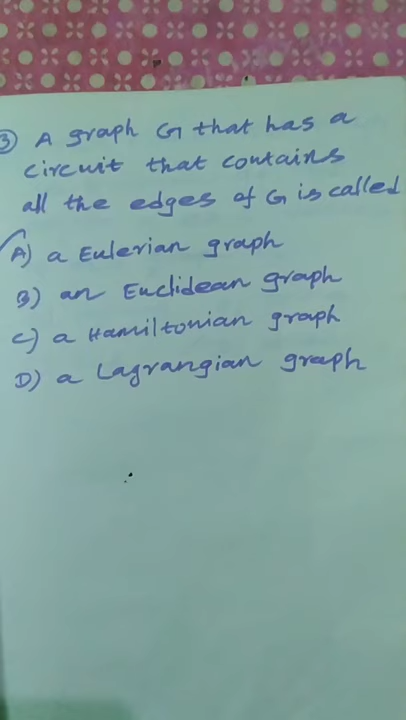 ③ A graph G that has a
circuit that contains
all the edges of G is called
A) a Eulerian graph
B) an Euclidean graph
C) a Hamiltonian graph
D) a Lagrangian graph